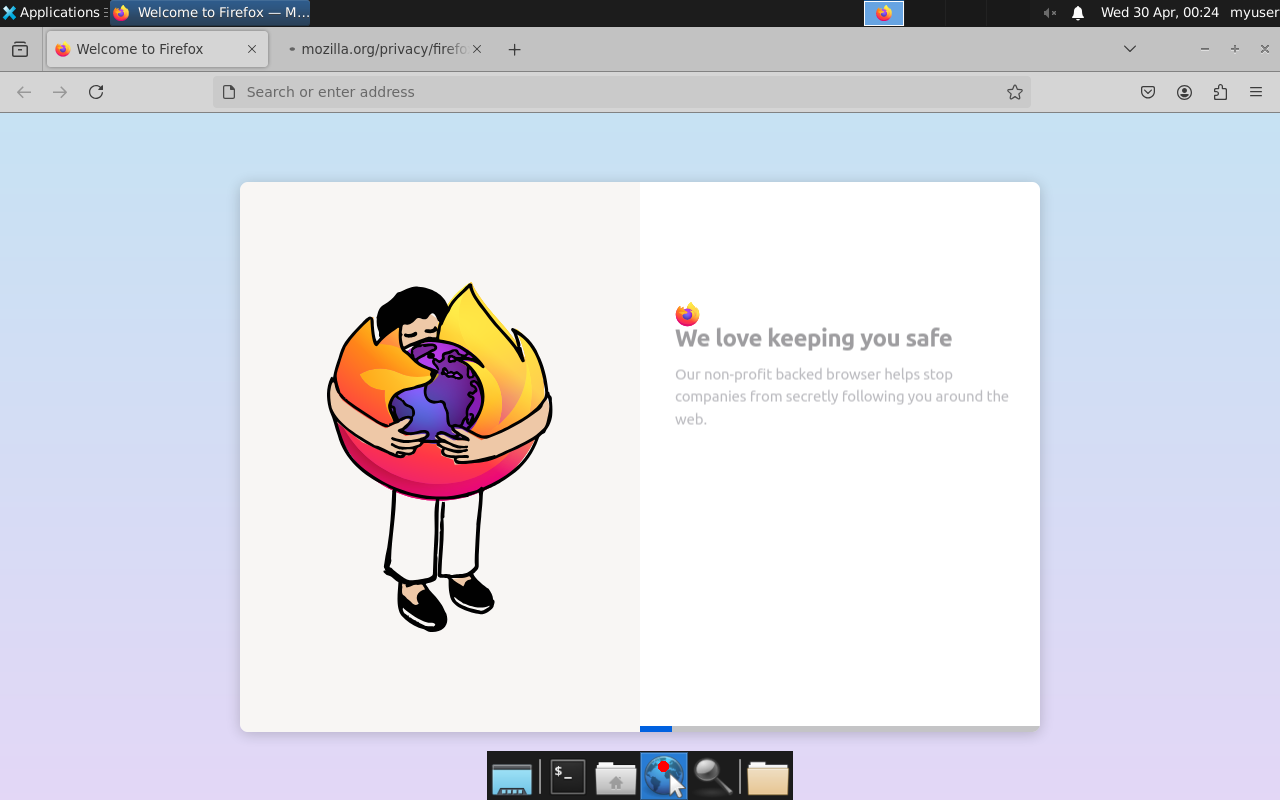 Applications
Welcome to Firefox — M...
Wed 30 Apr, 00:24
myuser
Welcome to Firefox
mozilla.org/privacy/firefo
Search or enter address
We love keeping you safe
Our non-profit backed browser helps stop
companies from secretly following you around the
web.
$_